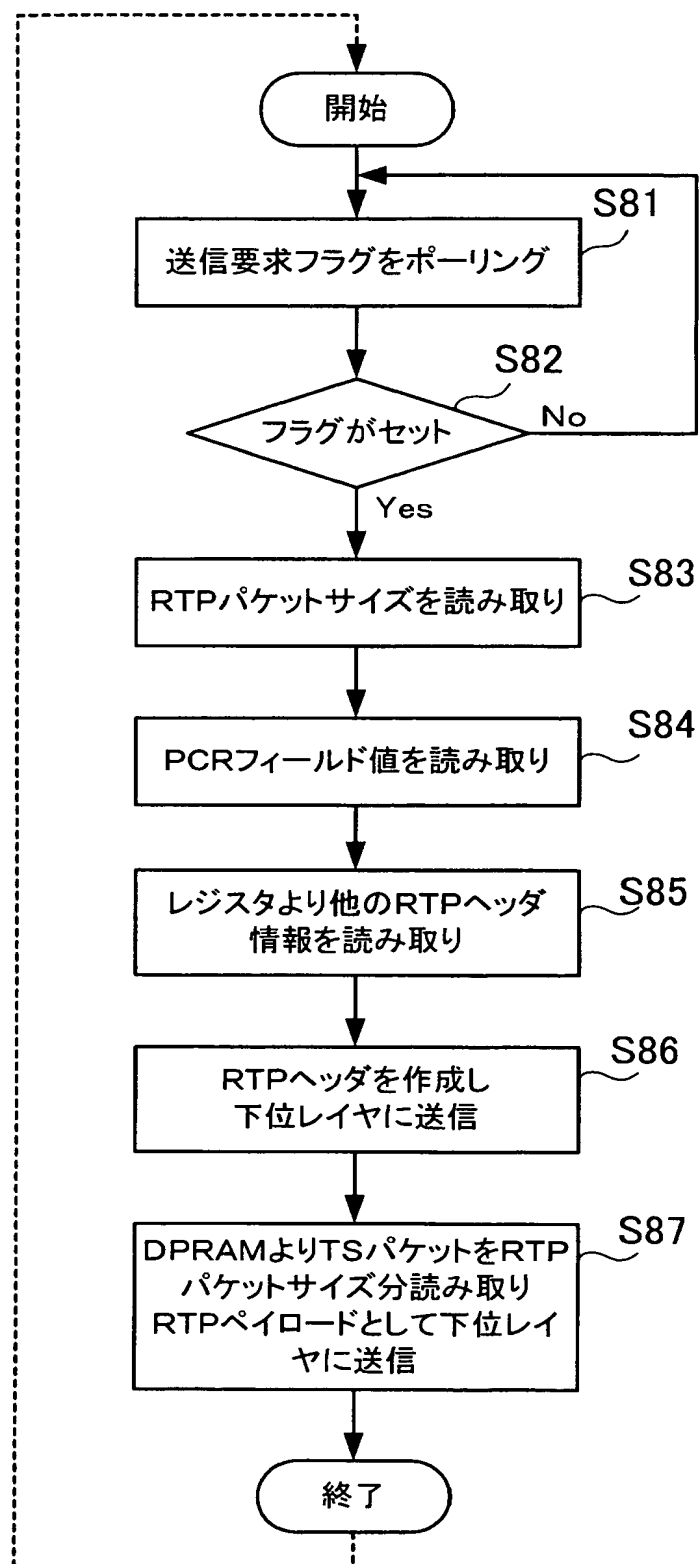 開始
S81
送信要求フラグをポーリング
S82
フラグがセット
No
Yes
S83
RTPパケットサイズを読み取り
S84
PCRフィールド値を読み取り
S85
レジスタより他のRTPヘッダ
情報を読み取り
S86
RTPヘッダを作成し
下位レイヤに送信
S87
DPRAMよりTSパケットをRTP
パケットサイズ分読み取り
RTPペイロードとして下位レイ
ヤに送信
終了